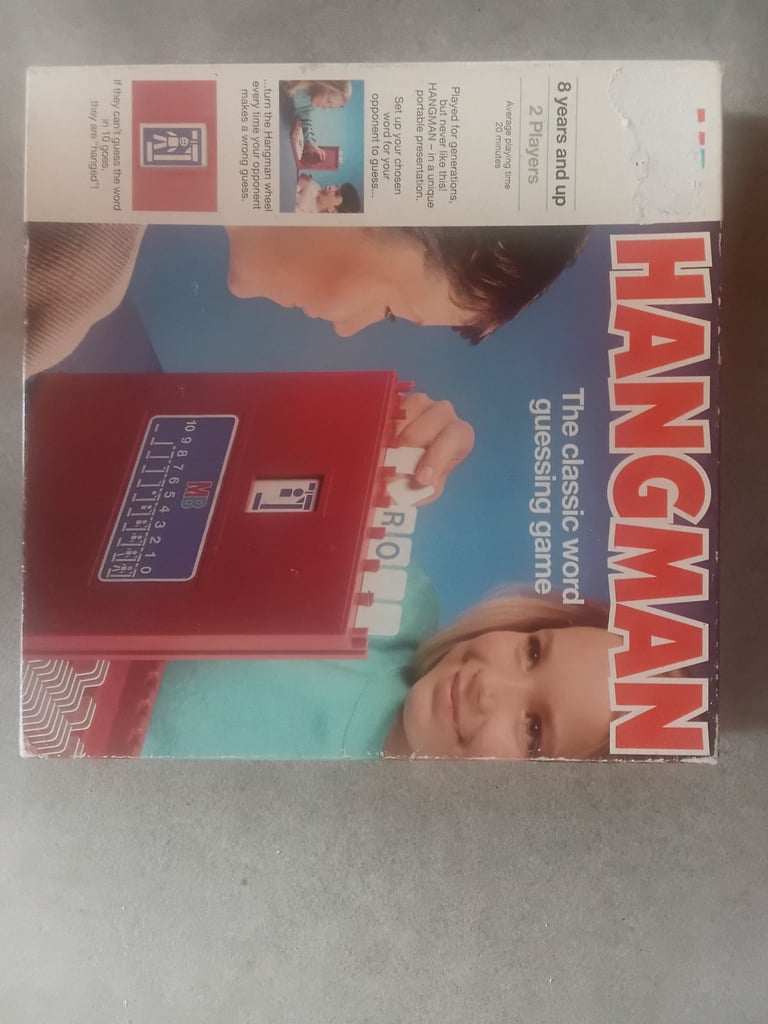 8 years and up
2 Players
Average playing time
20 minutes
Played for generations,
but never like this!
HANGMAN – in a unique
portable presentation.
Set up your chosen
word for your
opponent to guess...
...turn the Hangman wheel
every time your opponent
makes a wrong guess.
If they can't guess the word
in 10 goes,
they are "hanged"!
HANGMAN
The classic word
guessing game
R O
MB
10 9 8 7 6 5 4 3 2 1 0